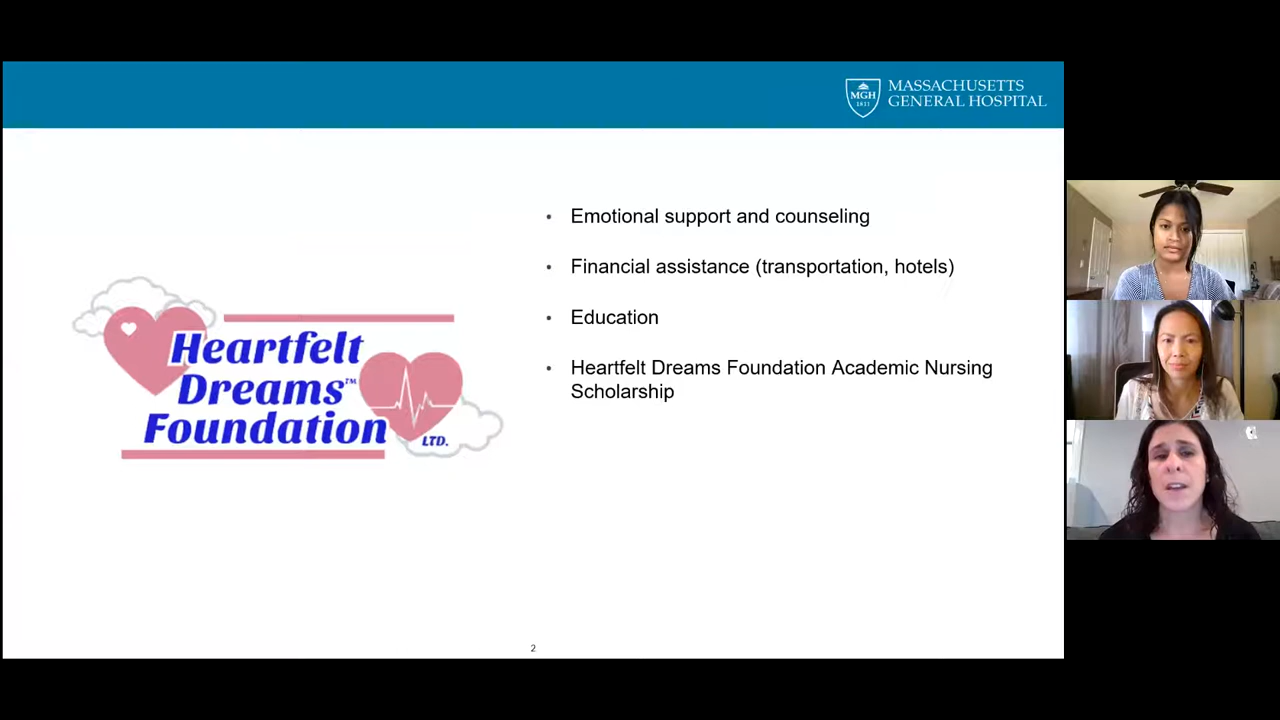 MASSACHUSETTS
GENERAL HOSPITAL
MGH
1811
• Emotional support and counseling
• Financial assistance (transportation, hotels)
• Education
• Heartfelt Dreams Foundation Academic Nursing
Scholarship
Heartfelt
Dreams™
Foundation
LTD.
2